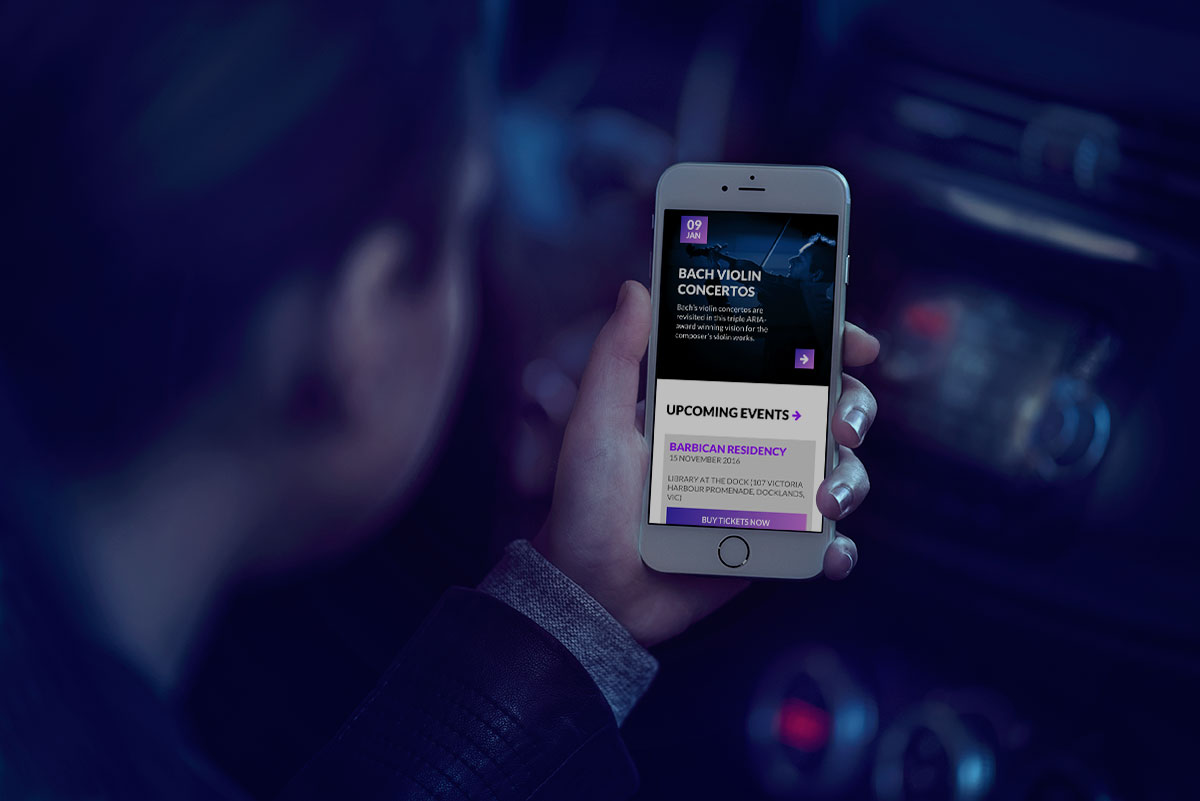 09
JAN
BACH VIOLIN
CONCERTOS
Bach's violin concertos are
revisited in this triple ARIA-
award winning vision for the
composer's violin works.
UPCOMING EVENTS
BARBICAN RESIDENCY
15 NOVEMBER 2016
LIBRARY AT THE DOCK (107 VICTORIA
HARBOUR PROMENADE, DOCKLANDS,
VIC)
BUY TICKETS NOW